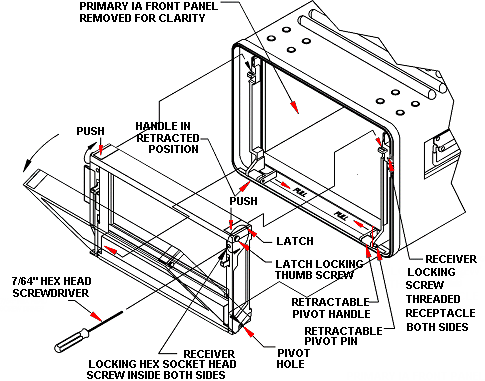 PRIMARY IA FRONT PANEL
REMOVED FOR CLARITY
HANDLE IN
RETRACTED
POSITION
PUSH
PUSH
PULL
PULL
LATCH
LATCH LOCKING
THUMB SCREW
RECEIVER
LOCKING
SCREW
THREADED
RECEPTACLE
BOTH SIDES
7/64" HEX HEAD
SCREWDRIVER
RETRACTABLE
PIVOT HANDLE
RETRACTABLE
PIVOT PIN
RECEIVER
LOCKING HEX SOCKET HEAD
SCREW INSIDE BOTH SIDES
PIVOT
HOLE